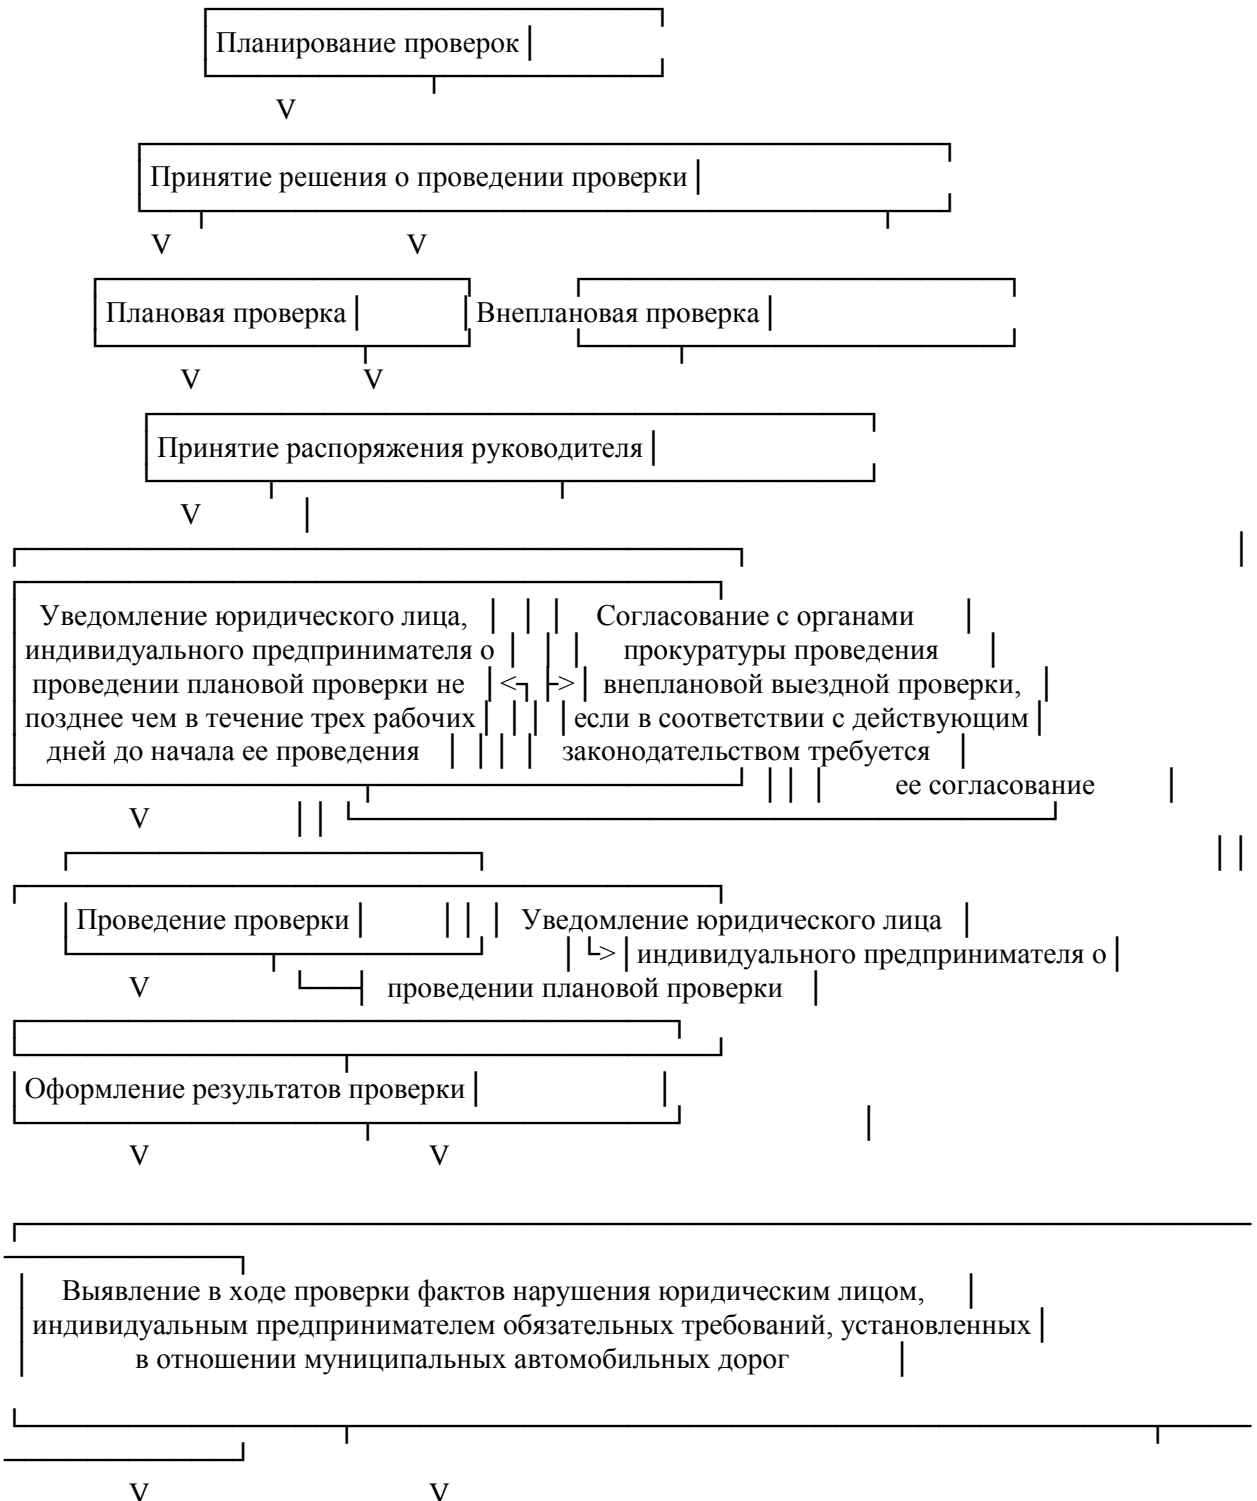 Планирование проверок
V
Принятие решения о проведении проверки
V V
Плановая проверка Внеплановая проверка
V V
Принятие распоряжения руководителя
V
Уведомление юридического лица, Согласование с органами
индивидуального предпринимателя о прокуратуры проведения
проведении плановой проверки не <┐ ├> внеплановой выездной проверки,
позднее чем в течение трех рабочих если в соответствии с действующим
дней до начала ее проведения законодательством требуется
ее согласование
V
Проведение проверки Уведомление юридического лица
└> индивидуального предпринимателя о
V проведении плановой проверки
Оформление результатов проверки
V V
Выявление в ходе проверки фактов нарушения юридическим лицом,
индивидуальным предпринимателем обязательных требований, установленных
в отношении муниципальных автомобильных дорог
V V